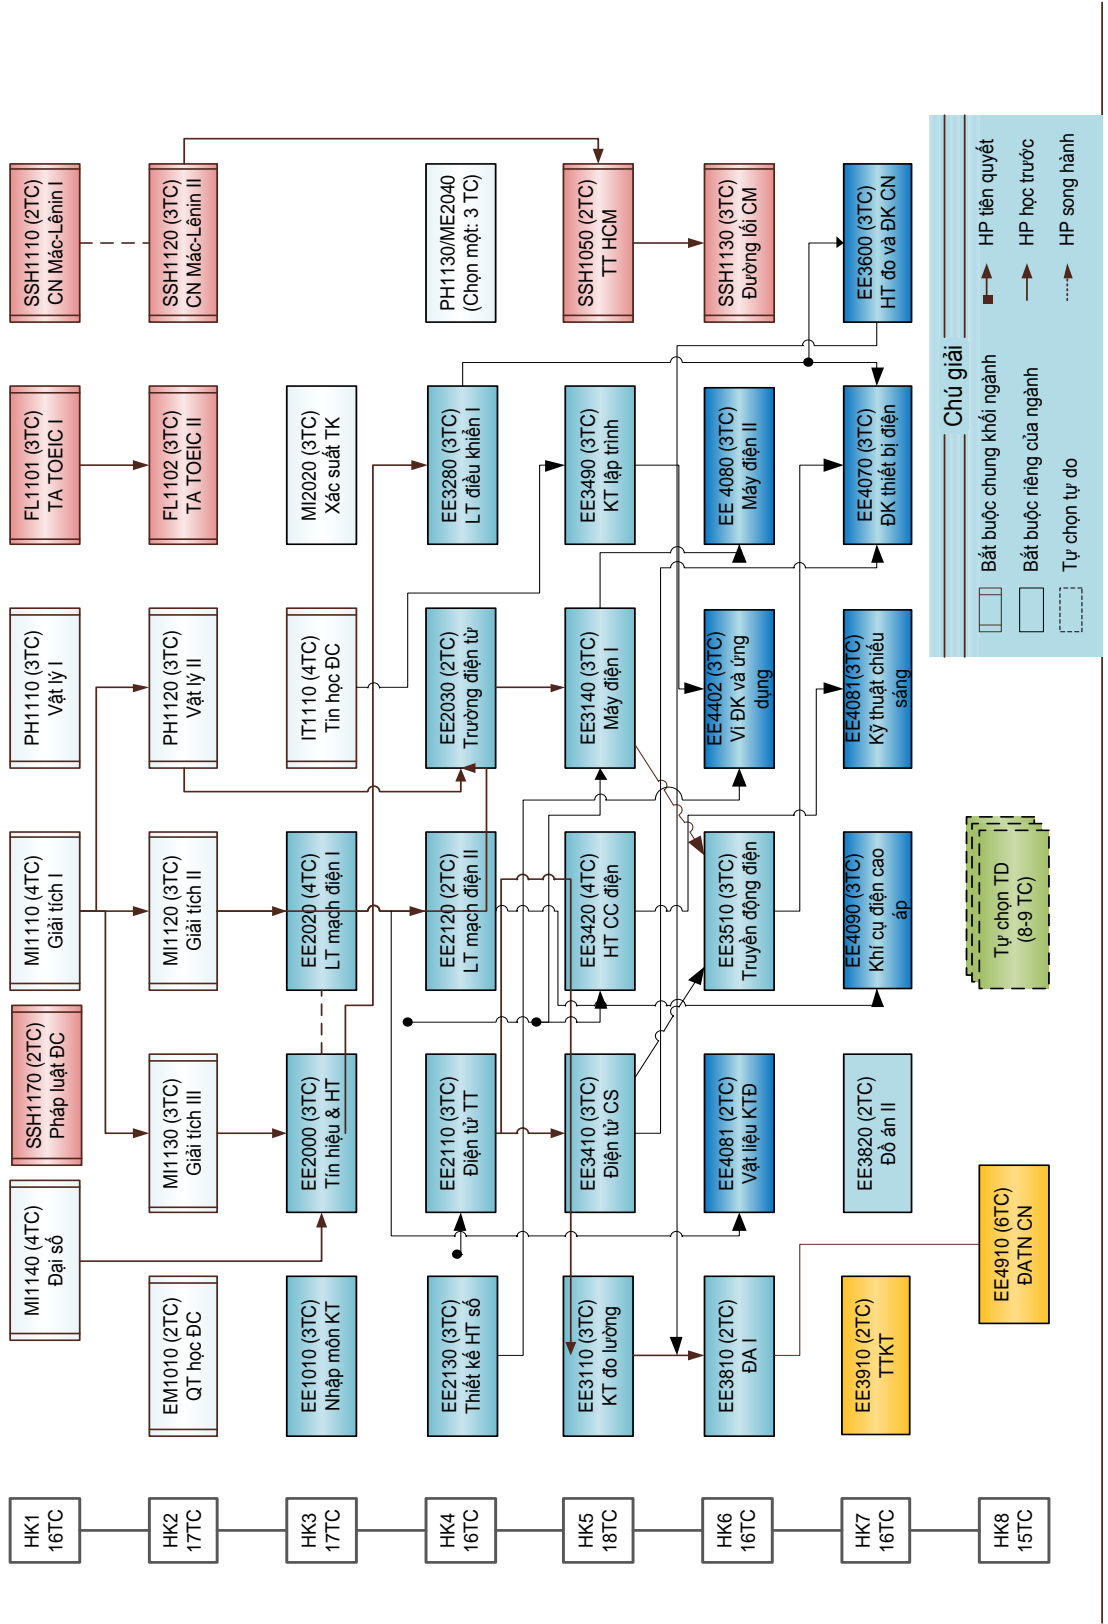 HK1
16TC
MI1140 (4TC)
Đại số
SSH1170 (2TC)
Pháp luật ĐC
MI1110 (4TC)
Giải tích I
PH1110 (3TC)
Vật lý I
FL1101 (3TC)
TA TOEIC I
SSH1110 (2TC)
CN Mác-Lênin I
HK2
17TC
EM1010 (2TC)
QT học ĐC
MI1130 (3TC)
Giải tích III
MI1120 (3TC)
Giải tích II
PH1120 (3TC)
Vật lý II
FL1102 (3TC)
TA TOEIC II
SSH1120 (3TC)
CN Mác-Lênin II
HK3
17TC
EE1010 (3TC)
Nhập môn KT
EE2000 (3TC)
Tín hiệu & HT
EE2020 (4TC)
LT mạch điện I
IT1110 (4TC)
Tin học ĐC
MI2020 (3TC)
Xác suất TK
HK4
16TC
EE2130 (3TC)
Thiết kế HT số
EE2110 (3TC)
Điện tử TT
EE2120 (2TC)
LT mạch điện II
EE2030 (2TC)
Trường điện từ
EE3280 (3TC)
LT điều khiển I
PH1130/ME2040
(Chọn một: 3 TC)
HK5
18TC
EE3110 (3TC)
KT đo lường
EE3410 (3TC)
Điện tử CS
EE3420 (4TC)
HT CC điện
EE3140 (3TC)
Máy điện I
EE3490 (3TC)
KT lập trình
SSH1050 (2TC)
TT HCM
HK6
16TC
EE3810 (2TC)
ĐA I
EE4081 (2TC)
Vật liệu KTĐ
EE3510 (3TC)
Truyền động điện
EE4402 (3TC)
Vi ĐK và ứng
dụng
EE 4080 (3TC)
Máy điện II
SSH1130 (3TC)
Đường lối CM
HK7
16TC
EE3910 (2TC)
TTKT
EE3820 (2TC)
Đồ án II
EE4090 (3TC)
Khí cụ điện cao
áp
EE4081(3TC)
Kỹ thuật chiếu
sáng
EE4070 (3TC)
ĐK thiết bị điện
EE3600 (3TC)
HT đo và ĐK CN
HK8
15TC
EE4910 (6TC)
ĐATN CN
Tự chọn TD
(8-9 TC)
Chú giải
Bắt buộc chung khối ngành
HP tiên quyết
Bắt buộc riêng của ngành
HP học trước
Tự chọn tự do
HP song hành